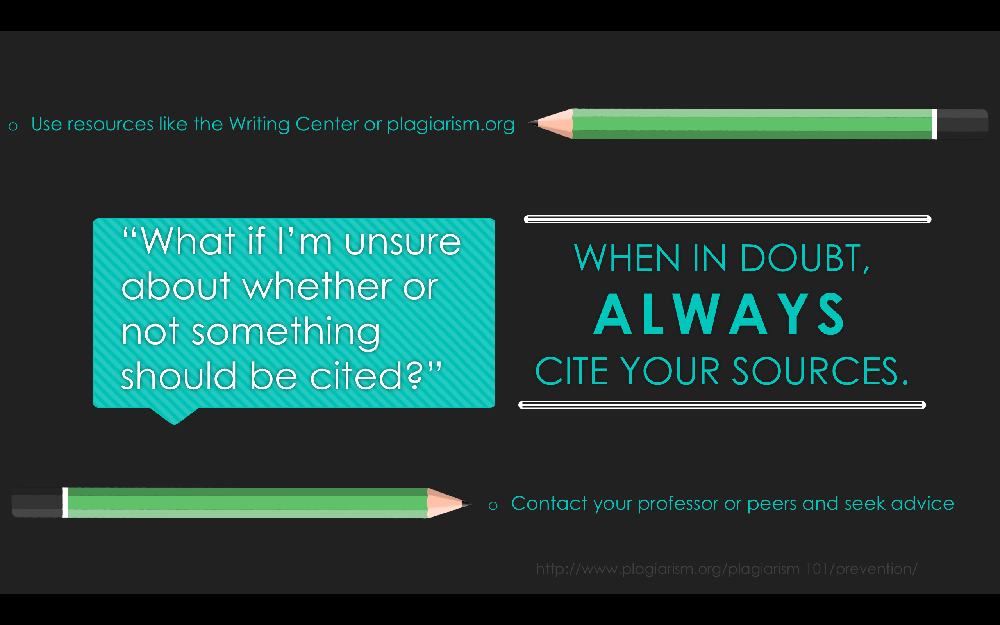 Use resources like the Writing Center or plagiarism.org
“What if I’m unsure
about whether or
not something
should be cited?”
WHEN IN DOUBT,
ALWAYS
CITE YOUR SOURCES.
Contact your professor or peers and seek advice
http://www.plagiarism.org/plagiarism-101/prevention/